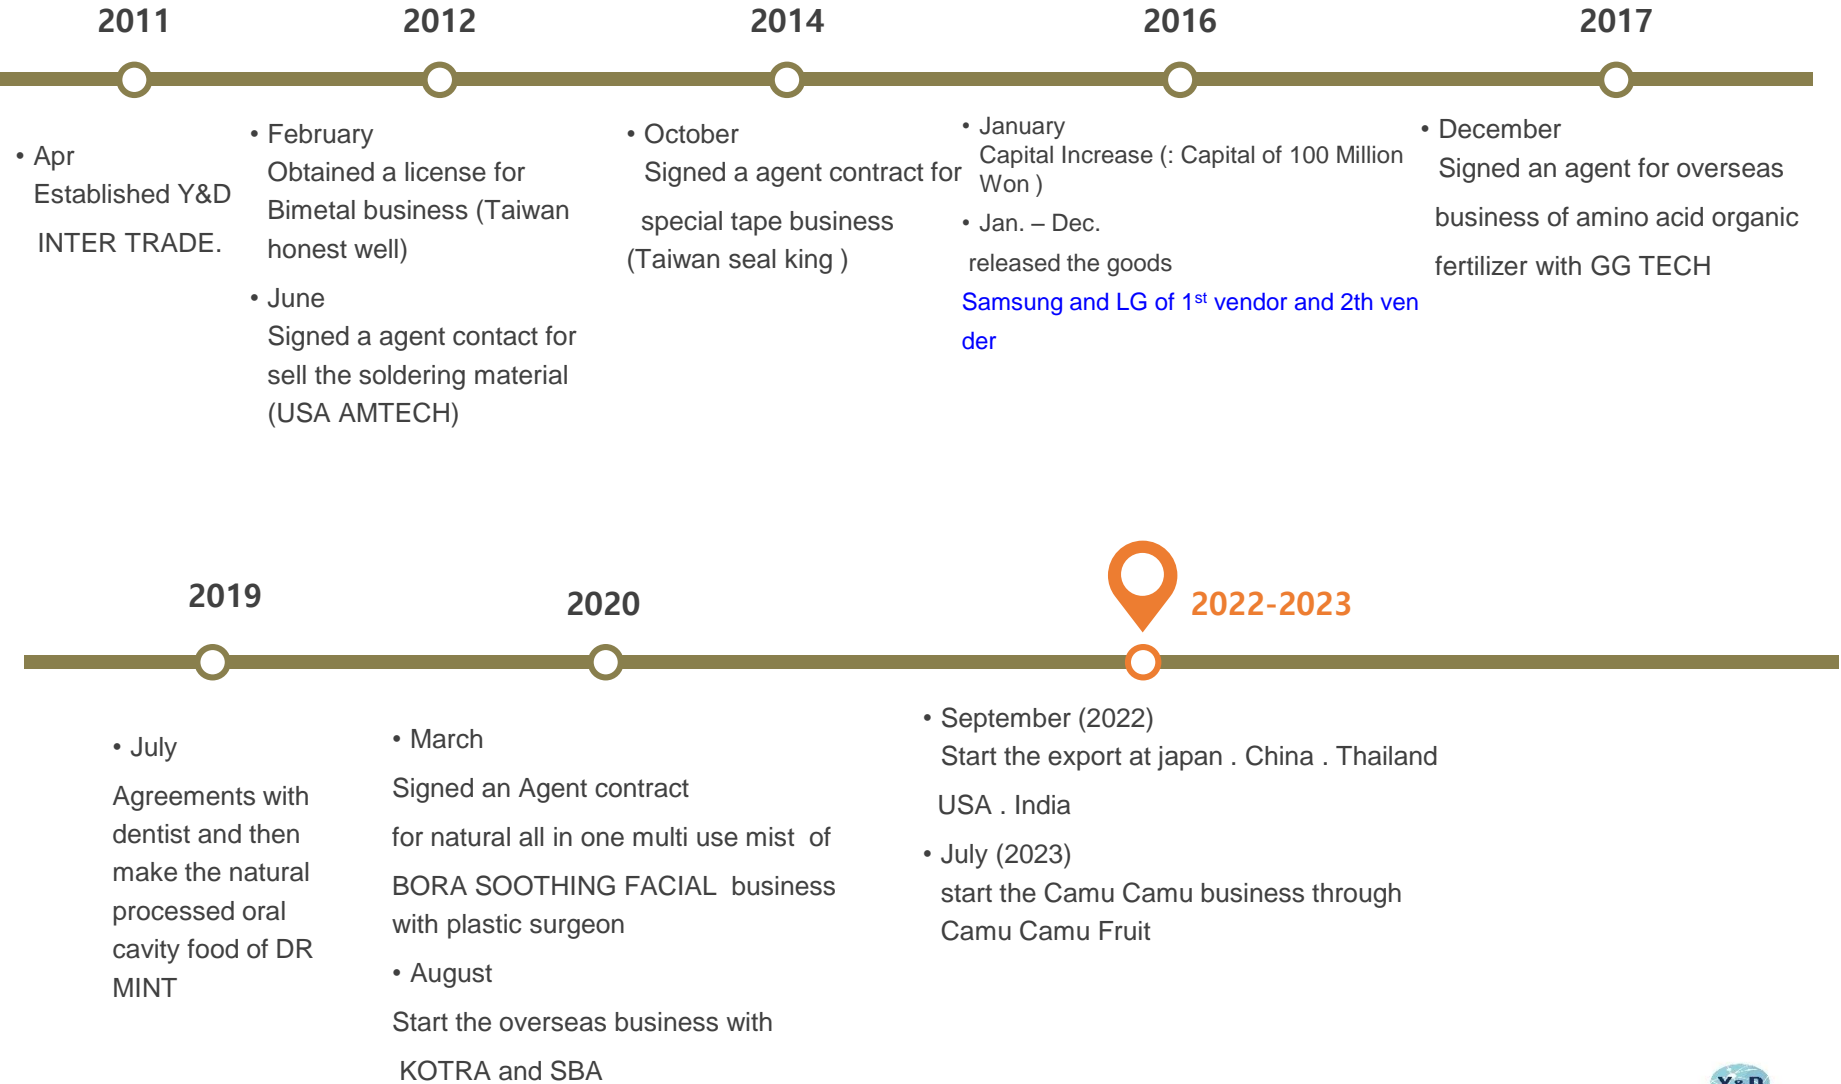 2011
• Apr
Established Y&D
INTER TRADE.
2012
• February
Obtained a license for
Bimetal business (Taiwan
honest well)
• June
Signed a agent contact for
sell the soldering material
(USA AMTECH)
2014
• October
Signed a agent contract for
special tape business
(Taiwan seal king )
2016
• January
Capital Increase (: Capital of 100 Million
Won )
• Jan. – Dec.
released the goods
Samsung and LG of 1st vendor and 2th ven
der
2017
• December
Signed an agent for overseas
business of amino acid organic
fertilizer with GG TECH
2019
• July
Agreements with
dentist and then
make the natural
processed oral
cavity food of DR
MINT
2020
• March
Signed an Agent contract
for natural all in one multi use mist of
BORA SOOTHING FACIAL business
with plastic surgeon
• August
Start the overseas business with
KOTRA and SBA
2022-2023
• September (2022)
Start the export at japan . China . Thailand
USA . India
• July (2023)
start the Camu Camu business through
Camu Camu Fruit
Y&D